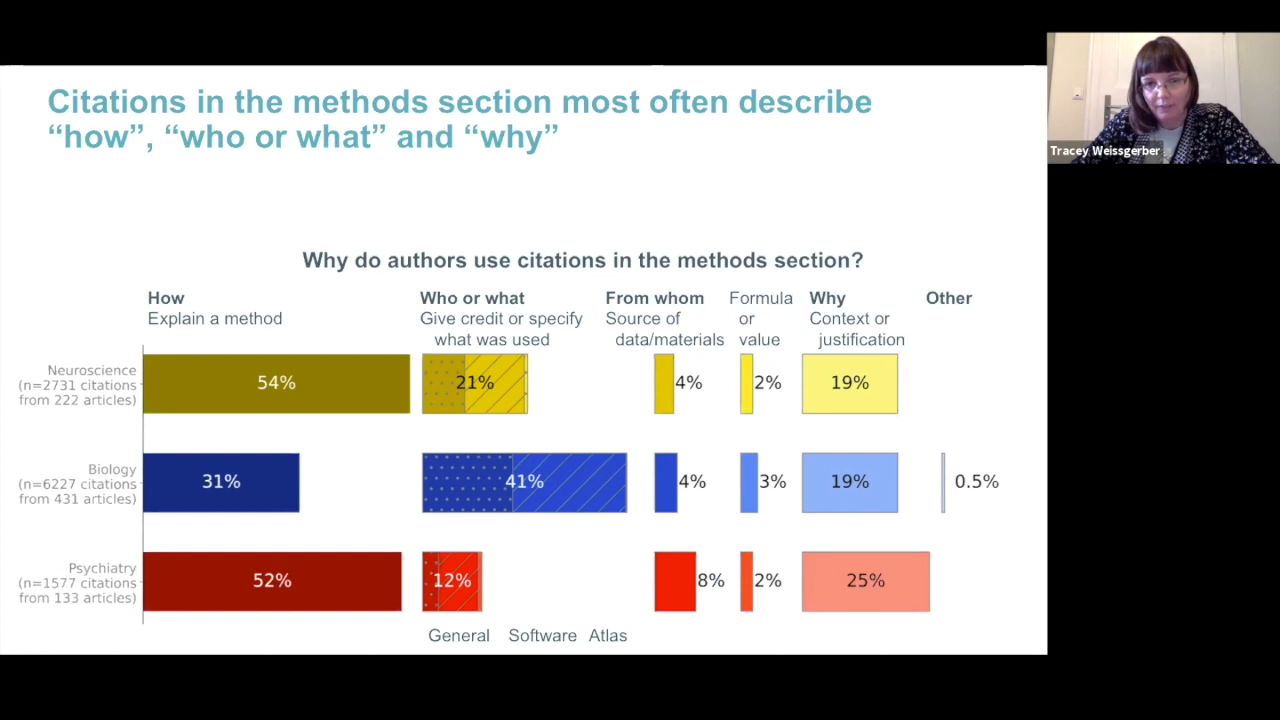 Citations in the methods section most often describe
“how”, “who or what” and “why”
Tracey Weissgerber
Why do authors use citations in the methods section?
How
Explain a method
Who or what
Give credit or specify
what was used
From whom
Source of
data/materials
Formula
or
value
Why
Context or
justification
Other
Neuroscience
(n=2731 citations
from 222 articles)
54%
21%
4%
2%
19%
Biology
(n=6227 citations
from 431 articles)
31%
41%
4%
3%
19%
0.5%
Psychiatry
(n=1577 citations
from 133 articles)
52%
12%
8%
2%
25%
General
Software
Atlas